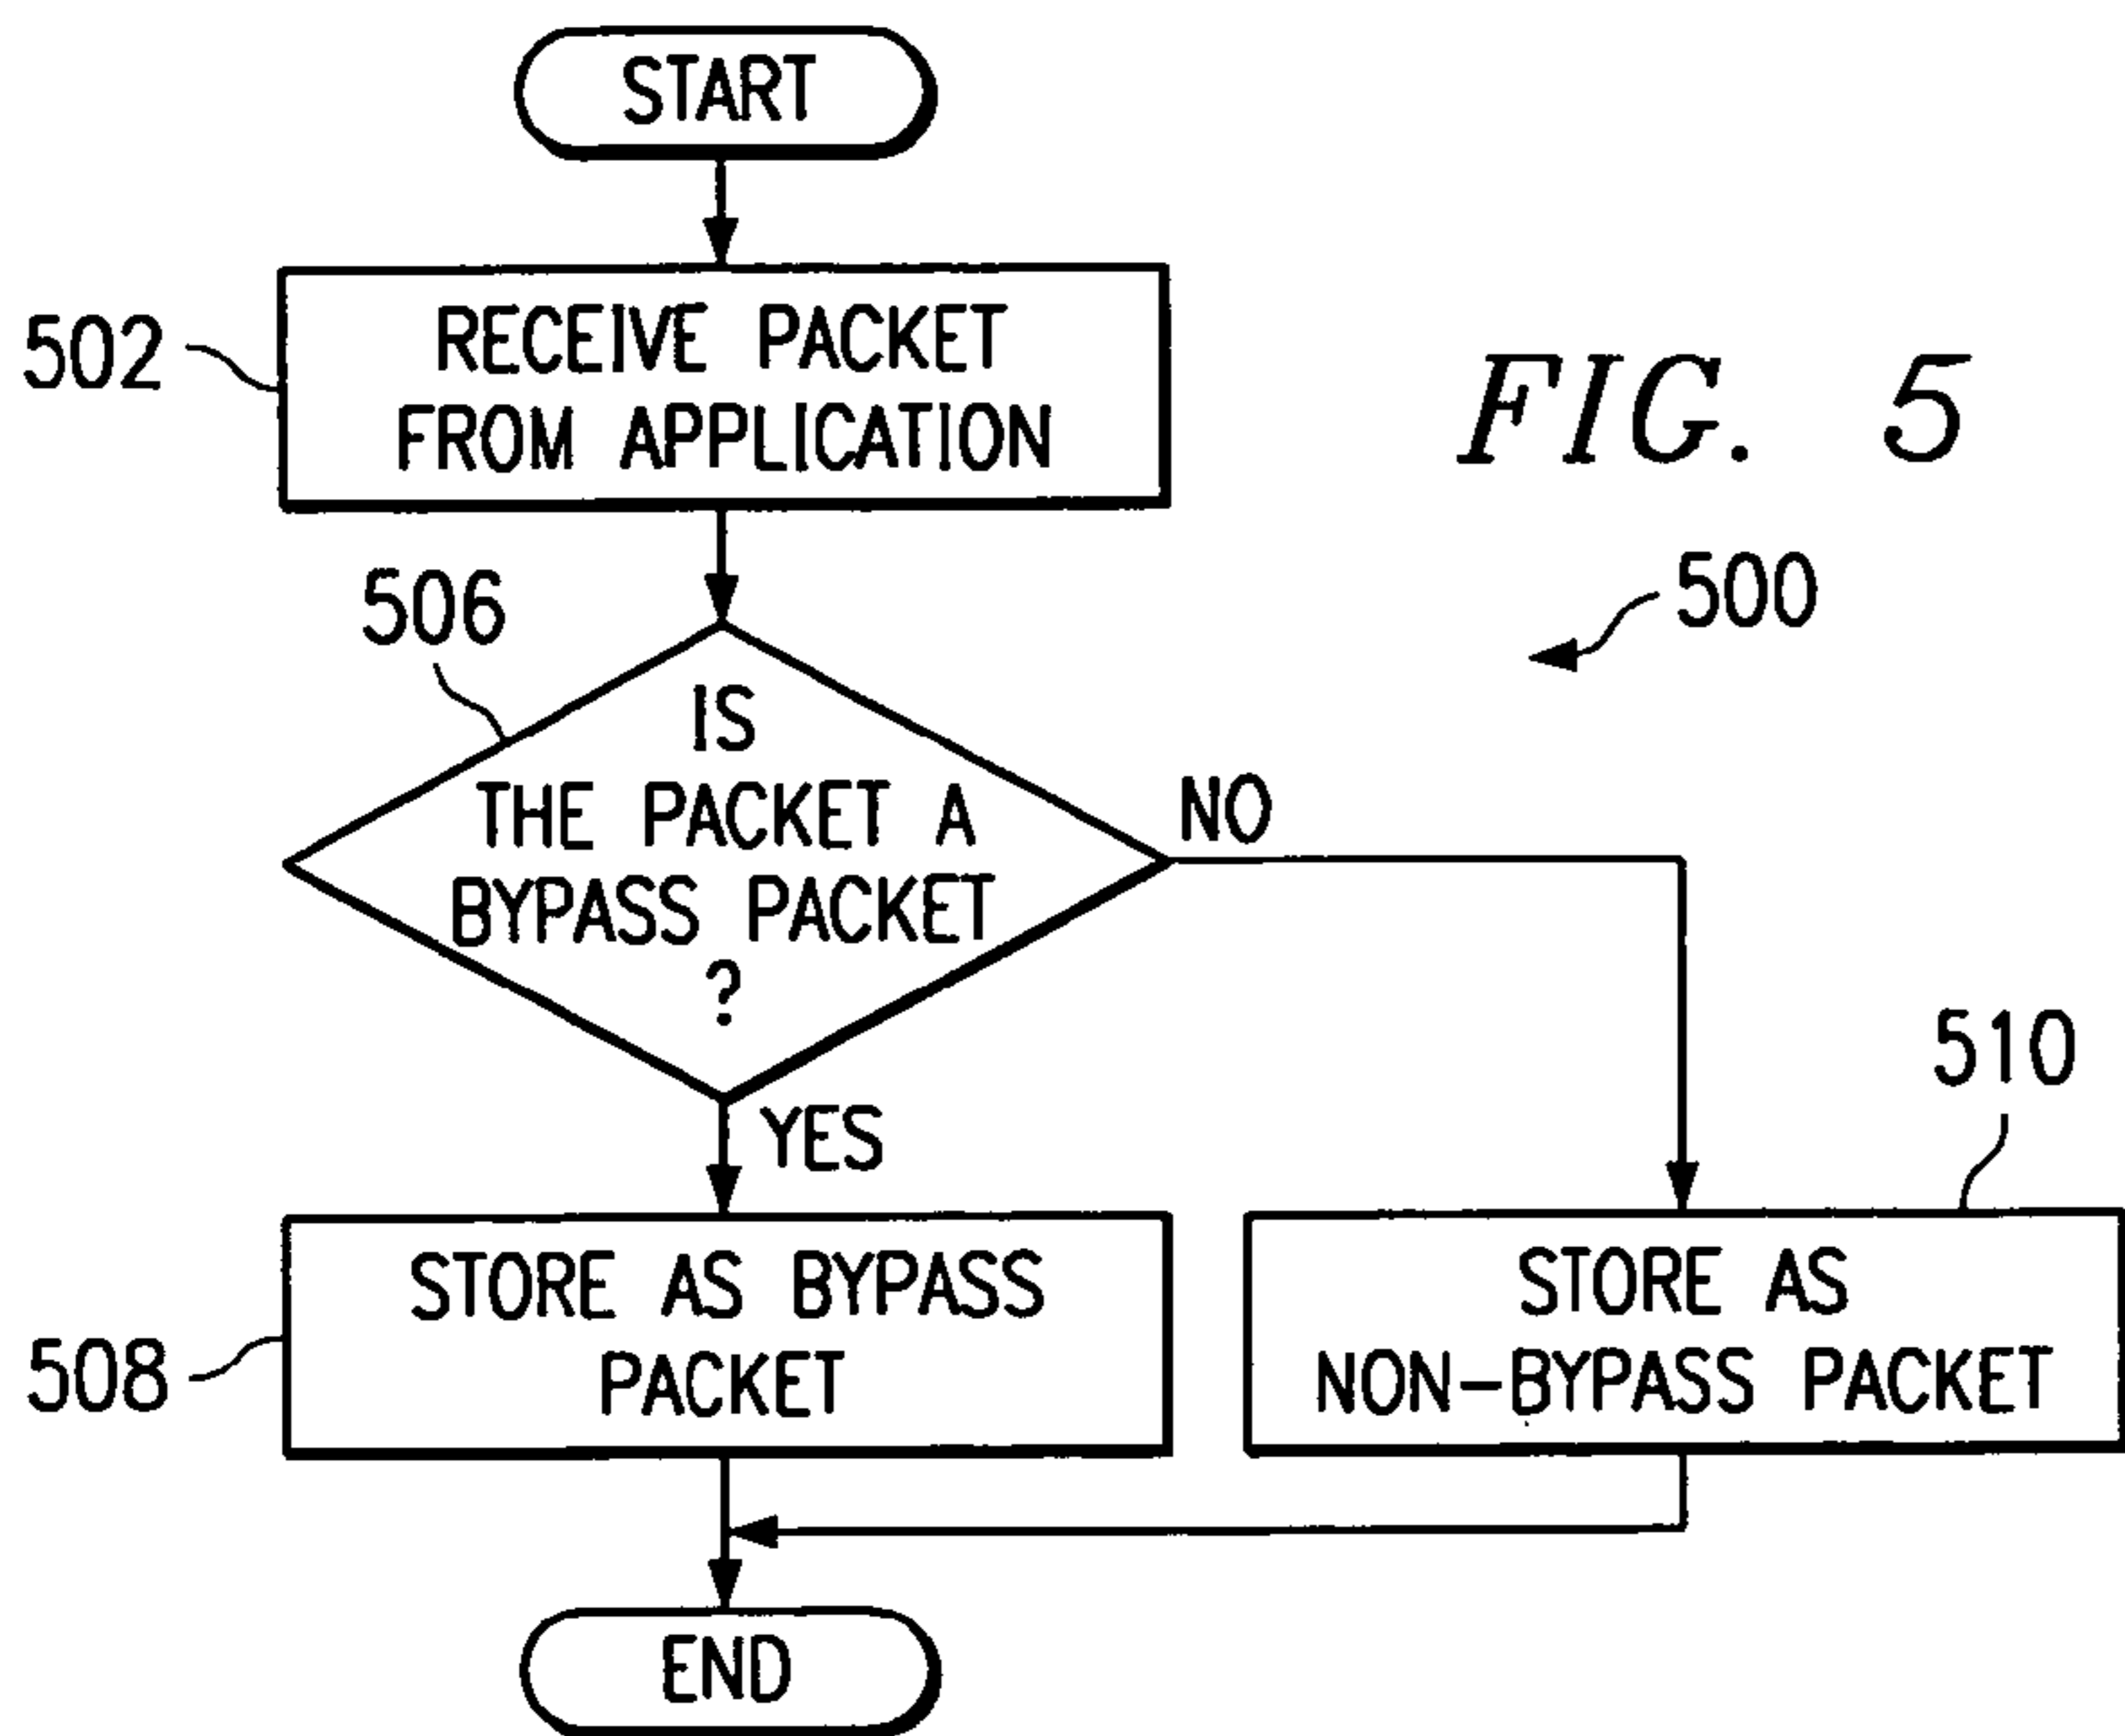 START
502
RECEIVE PACKET
FROM APPLICATION
FIG. 5
500
506
IS
THE PACKET A
BYPASS PACKET
?
NO
YES
510
508
STORE AS BYPASS
PACKET
STORE AS
NON-BYPASS PACKET
END